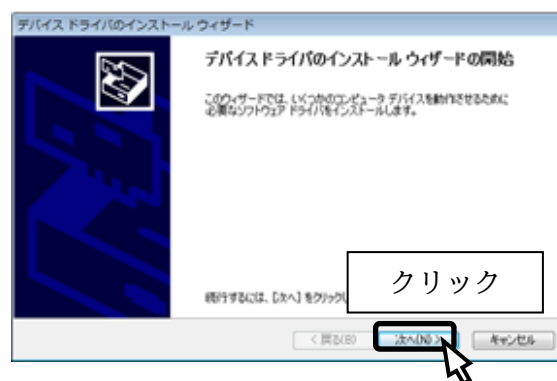 デバイス ドライバのインストール ウィザード
デバイス ドライバのインストール ウィザードの開始
このウィザードでは、いくつかのコンピュータ デバイスを動作させるために
必要なソフトウェア ドライバをインストールします。
続行するには、[次へ] をクリックし
クリック
< 戻る(B)
次へ(N) >
キャンセル